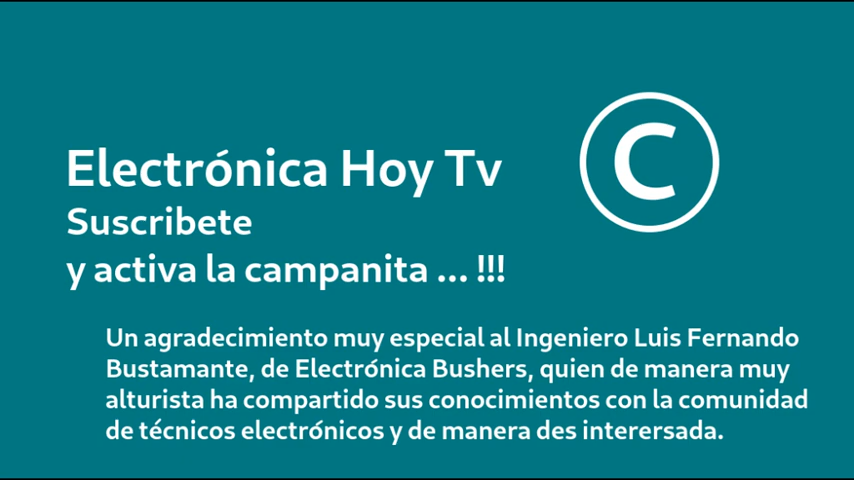 Electrónica Hoy Tv
Suscribete
y activa la campanita ... !!!
C
Un agradecimiento muy especial al Ingeniero Luis Fernando
Bustamante, de Electrónica Bushers, quien de manera muy
alturista ha compartido sus conocimientos con la comunidad
de técnicos electrónicos y de manera des interersada.